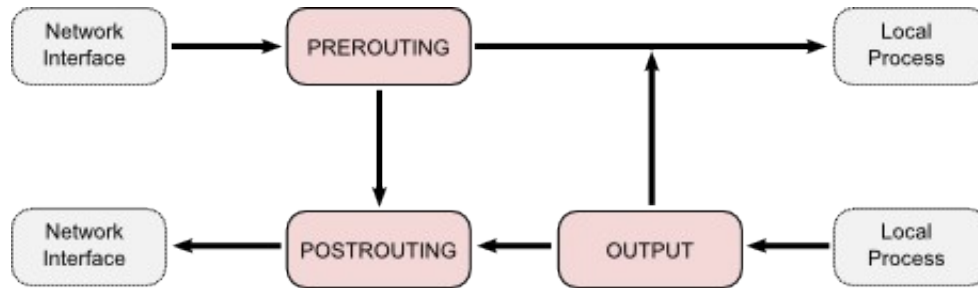 Network
Interface
PREROUTING
Local
Process
Network
Interface
POSTROUTING
OUTPUT
Local
Process